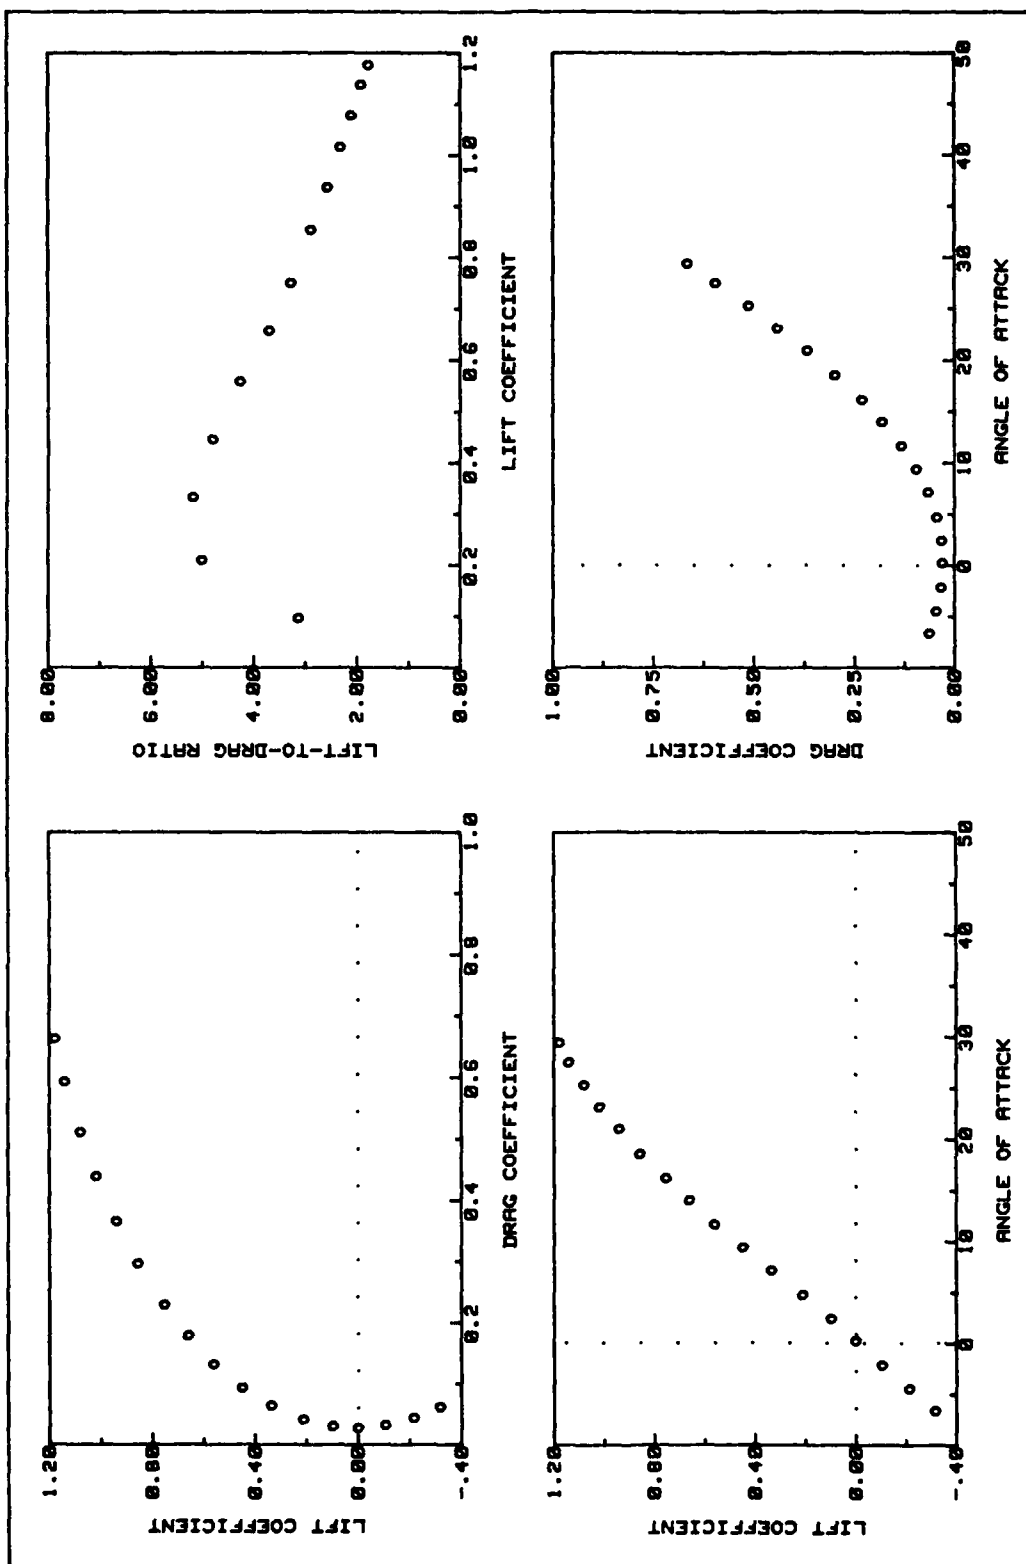 LIFT COEFFICIENT
1.20
0.80
0.40
0.00
-.40
0.2 0.4 0.6 0.8 1.0
DRAG COEFFICIENT
LIFT-TO-DRAG RATIO
8.00
6.00
4.00
2.00
0.00
0.2 0.4 0.6 0.8 1.0 1.2
LIFT COEFFICIENT
LIFT COEFFICIENT
1.20
0.80
0.40
0.00
-.40
0 10 20 30 40 50
ANGLE OF ATTACK
DRAG COEFFICIENT
1.00
0.75
0.50
0.25
0.00
0 10 20 30 40 50
ANGLE OF ATTACK